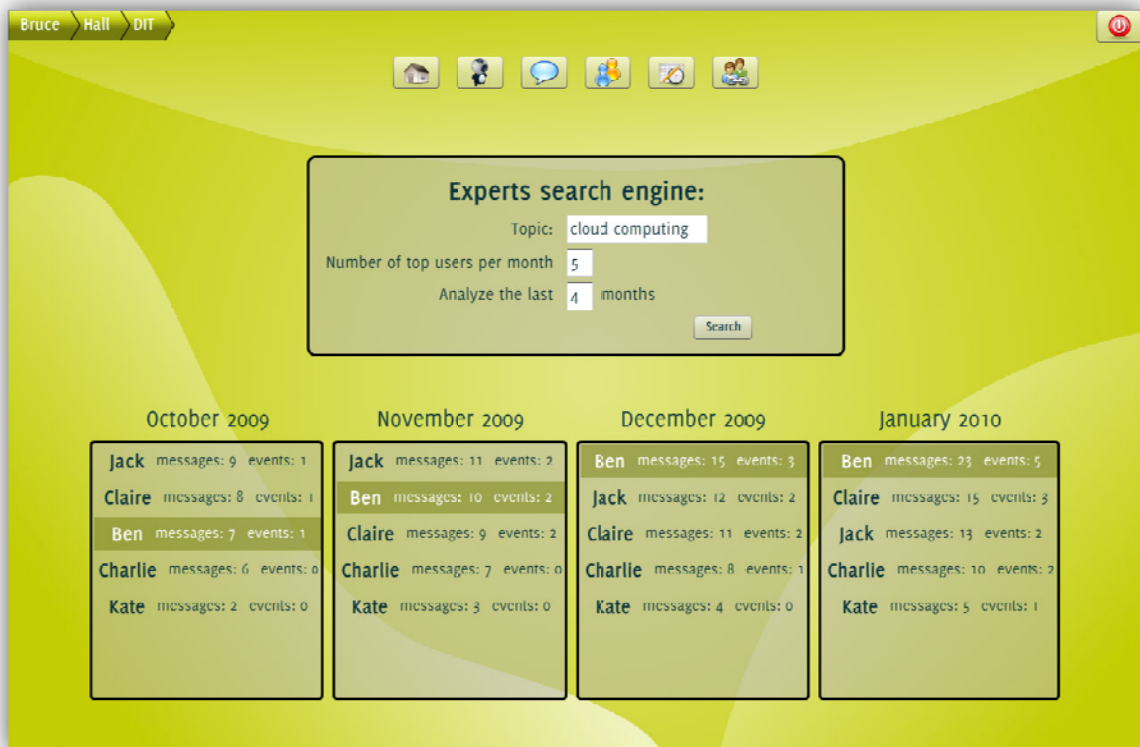 Bruce Hall DIT
Experts search engine:
Topic: cloud computing
Number of top users per month 5
Analyze the last 4 months
Search
October 2009
Jack messages: 9 events: 1
Claire messages: 8 events: 1
Ben messages: 7 events: 1
Charlie messages: 6 events: 0
Kate messages: 2 events: 0
November 2009
Jack messages: 11 events: 2
Ben messages: 10 events: 2
Claire messages: 9 events: 2
Charlie messages: 7 events: 0
Kate messages: 3 events: 0
December 2009
Ben messages: 15 events: 3
Jack messages: 12 events: 2
Claire messages: 11 events: 2
Charlie messages: 8 events: 1
Kate messages: 4 events: 0
January 2010
Ben messages: 23 events: 5
Claire messages: 15 events: 3
Jack messages: 13 events: 2
Charlie messages: 10 events: 2
Kate messages: 5 events: 1